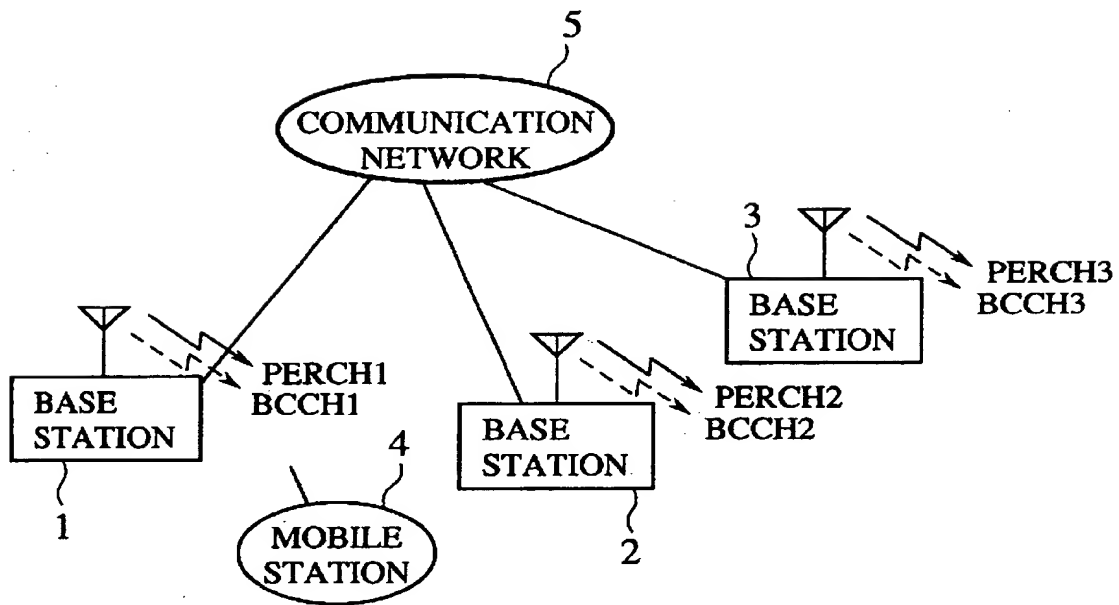 5
COMMUNICATION
NETWORK
3
PERCH3
BCCH3
BASE
STATION
PERCH1
BCCH1
BASE
STATION
1
PERCH2
BCCH2
BASE
STATION
2
4
MOBILE
STATION